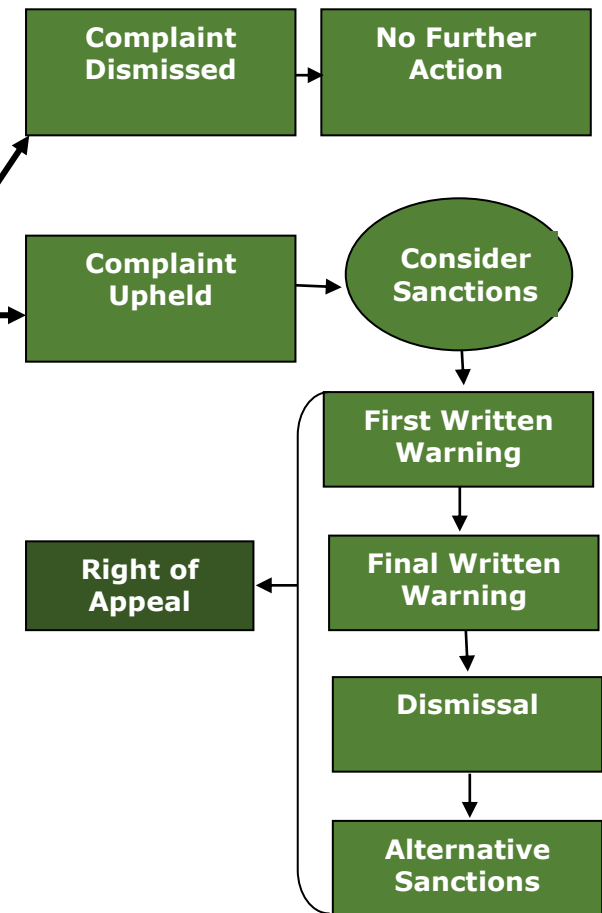 Complaint
Dismissed
No Further
Action
Complaint
Upheld
Consider
Sanctions
First Written
Warning
Right of
Appeal
Final Written
Warning
Dismissal
Alternative
Sanctions